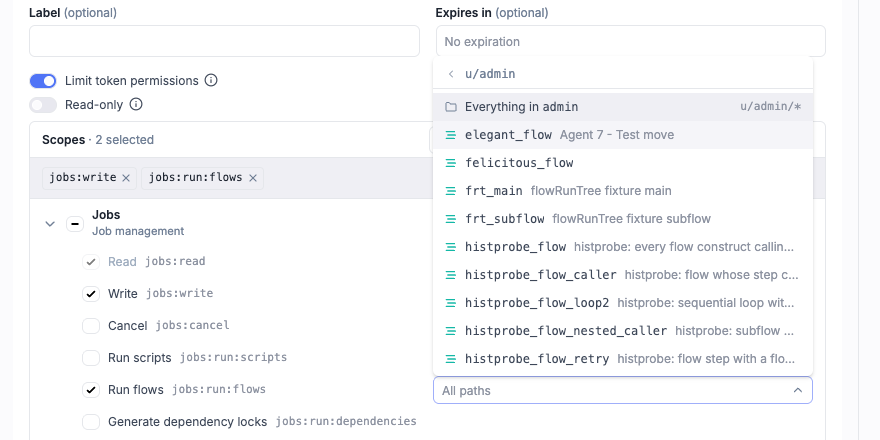 Label (optional)
Expires in (optional)
No expiration
Limit token permissions
Read-only
Scopes · 2 selected
jobs:write ×
jobs:run:flows ×
Jobs
Job management
Read jobs:read
Write jobs:write
Cancel jobs:cancel
Run scripts jobs:run:scripts
Run flows jobs:run:flows
Generate dependency locks jobs:run:dependencies
u/admin
Everything in admin u/admin/*
elegant_flow Agent 7 - Test move
felicitous_flow
frt_main flowRunTree fixture main
frt_subflow flowRunTree fixture subflow
histprobe_flow histprobe: every flow construct callin...
histprobe_flow_caller histprobe: flow whose step c...
histprobe_flow_loop2 histprobe: sequential loop wit...
histprobe_flow_nested_caller histprobe: subflow ...
histprobe_flow_retry histprobe: flow step with a flo...
All paths